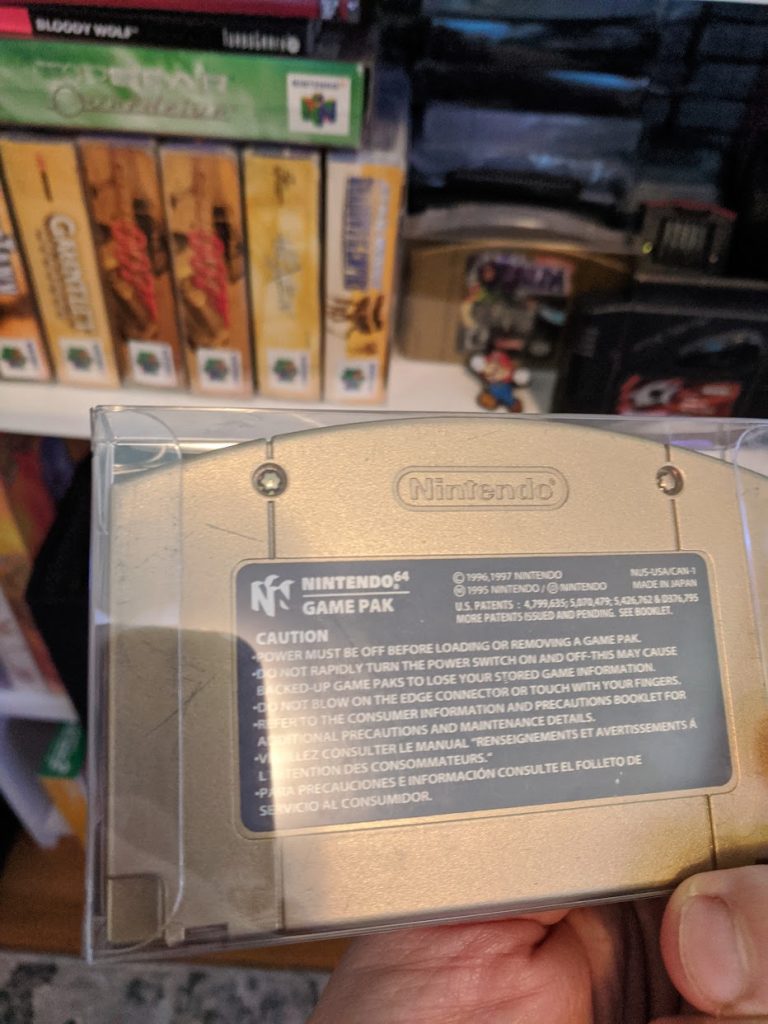 BLOODY WOLF™
NINTENDO
GAUNTLET
Nintendo®
NINTENDO⁶⁴
GAME PAK
©1996,1997 NINTENDO
Ⓜ1995 NINTENDO / ⓘNINTENDO
NUS-USA/CAN-1
MADE IN JAPAN
U.S. PATENTS : 4,799,635; 5,070,479; 5,426,762 & D376,795
MORE PATENTS ISSUED AND PENDING. SEE BOOKLET.
CAUTION
•POWER MUST BE OFF BEFORE LOADING OR REMOVING A GAME PAK.
•DO NOT RAPIDLY TURN THE POWER SWITCH ON AND OFF-THIS MAY CAUSE
BACKED-UP GAME PAKS TO LOSE YOUR STORED GAME INFORMATION.
•DO NOT BLOW ON THE EDGE CONNECTOR OR TOUCH WITH YOUR FINGERS.
•REFER TO THE CONSUMER INFORMATION AND PRECAUTIONS BOOKLET FOR
ADDITIONAL PRECAUTIONS AND MAINTENANCE DETAILS.
•VEUILLEZ CONSULTER LE MANUAL "RENSEIGNEMENTS ET AVERTISSEMENTS À
L'ATTENTION DES CONSOMMATEURS."
•PARA PRECAUCIONES E INFORMACIÓN CONSULTE EL FOLLETO DE
SERVICIO AL CONSUMIDOR.